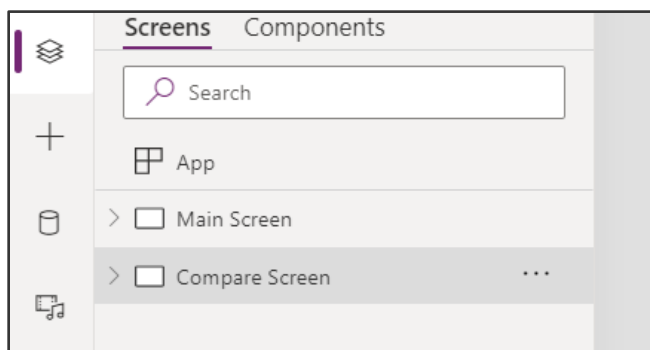 Screens Components
Search
App
Main Screen
Compare Screen ...